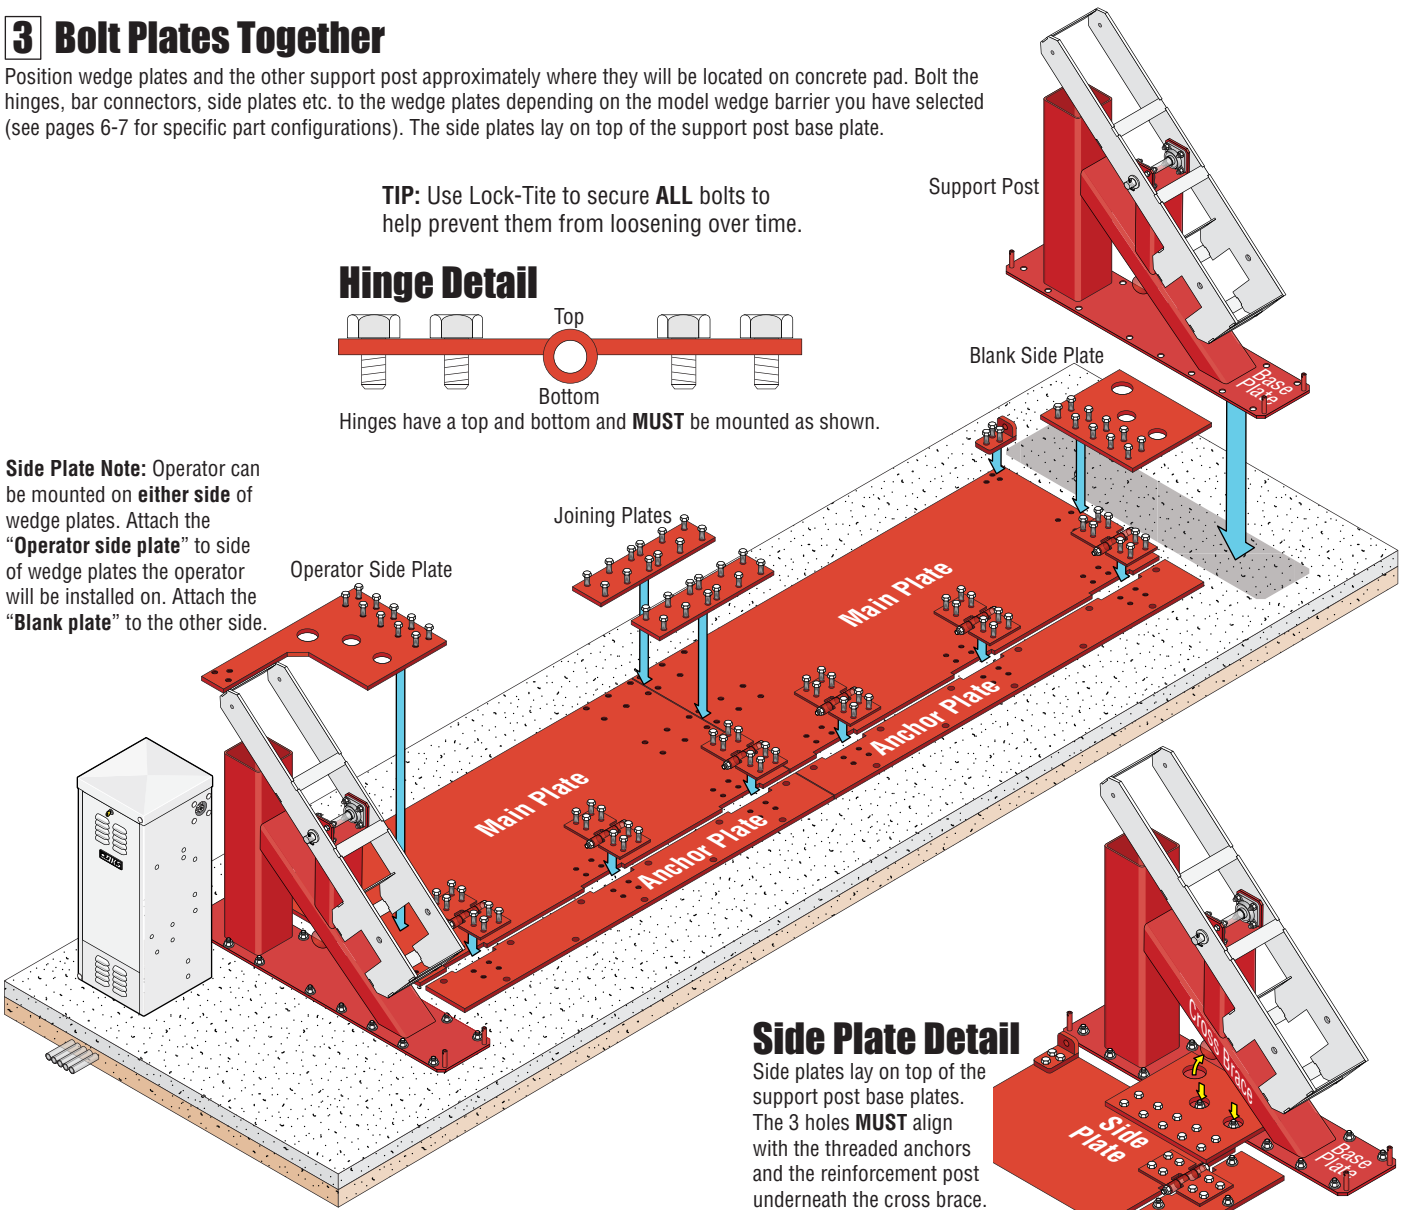 3 Bolt Plates Together
Position wedge plates and the other support post approximately where they will be located on concrete pad. Bolt the
hinges, bar connectors, side plates etc. to the wedge plates depending on the model wedge barrier you have selected
(see pages 6-7 for specific part configurations). The side plates lay on top of the support post base plate.
TIP: Use Lock-Tite to secure ALL bolts to
help prevent them from loosening over time.
Support Post
Hinge Detail
Top
Bottom
Hinges have a top and bottom and MUST be mounted as shown.
Blank Side Plate
Base
Plate
Side Plate Note: Operator can
be mounted on either side of
wedge plates. Attach the
“Operator side plate” to side
of wedge plates the operator
will be installed on. Attach the
“Blank plate” to the other side.
Joining Plates
Operator Side Plate
Main Plate
Anchor Plate
Main Plate
Anchor Plate
Side Plate Detail
Side plates lay on top of the
support post base plates.
The 3 holes MUST align
with the threaded anchors
and the reinforcement post
underneath the cross brace.
Cross Brace
Side
Plate
Base
Plate